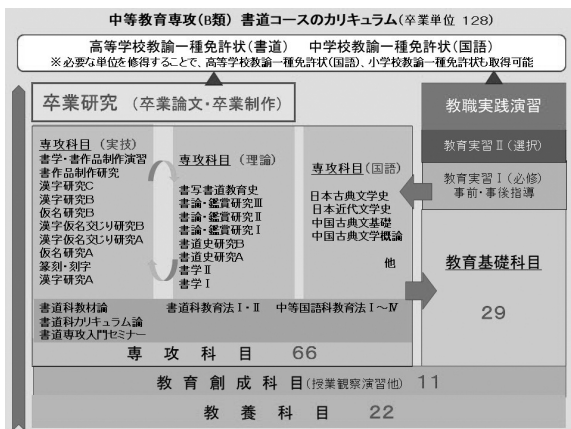 中等教育専攻(B類) 書道コースのカリキュラム(卒業単位 128)
高等学校教諭一種免許状(書道) 中学校教諭一種免許状(国語)
※必要な単位を修得することで、高等学校教諭一種免許状(国語)、小学校教諭一種免許状も取得可能
卒業研究 (卒業論文・卒業制作)
専攻科目(実技)
書学・書作品制作演習
書作品制作研究
漢字研究C
漢字研究B
仮名研究B
漢字仮名交じり研究B
漢字仮名交じり研究A
仮名研究A
篆刻・刻字
漢字研究A
専攻科目(理論)
書写書道教育史
書論・鑑賞研究Ⅲ
書論・鑑賞研究Ⅱ
書論・鑑賞研究Ⅰ
書道史研究B
書道史研究A
書学Ⅱ
書学Ⅰ
専攻科目(国語)
日本古典文学史
日本近代文学史
中国古典文基礎
中国古典文学概論
他
書道科教材論
書道科カリキュラム論
書道専攻入門セミナー
書道科教育法Ⅰ・Ⅱ
中等国語科教育法Ⅰ～Ⅳ
専攻科目 66
教職実践演習
教育実習Ⅱ(選択)
教育実習Ⅰ(必修)
事前・事後指導
教育基礎科目
29
教育創成科目(授業観察演習他) 11
教養科目 22